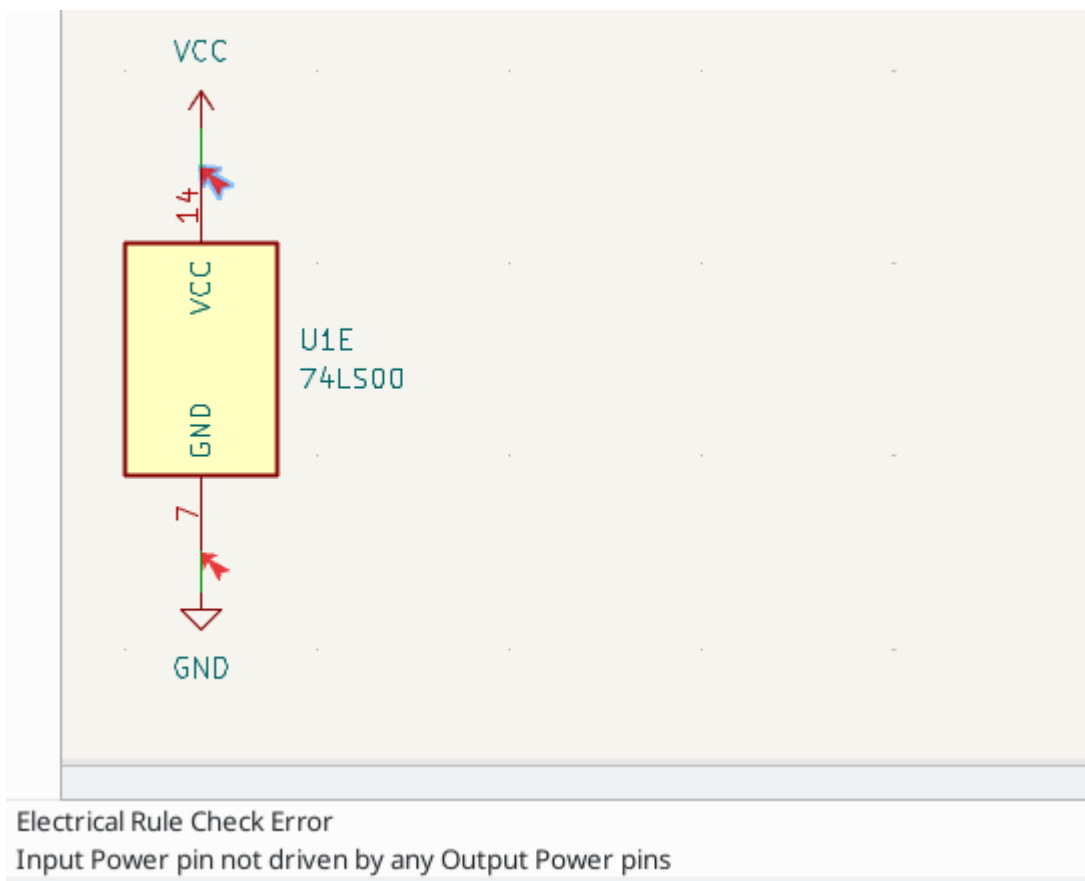 VCC
14
VCC
U1E
74LS00
GND
7
GND
Electrical Rule Check Error
Input Power pin not driven by any Output Power pins